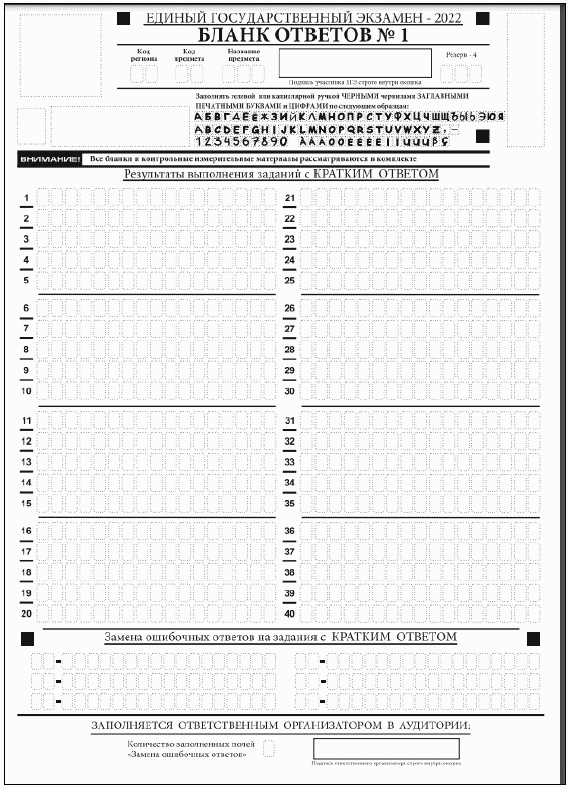 ЕДИНЫЙ ГОСУДАРСТВЕННЫЙ ЭКЗАМЕН - 2022
БЛАНК ОТВЕТОВ № 1
Код региона
Код предмета
Название предмета
Резерв - 4
Подпись участника ЕГЭ строго внутри окошка
Заполнять гелевой или капиллярной ручкой ЧЕРНЫМИ чернилами ЗАГЛАВНЫМИ
ПЕЧАТНЫМИ БУКВАМИ и ЦИФРАМИ по следующим образцам:
АБВГДЕЁЖЗИЙКЛМНОПРСТУФХЦЧШЩЪЫЬЭЮЯ
ABCDEFGHIJKLMNOPQRSTUVWXYZ,-
1234567890
ВНИМАНИЕ! Все бланки и контрольные измерительные материалы рассматриваются в комплекте
Результаты выполнения заданий с КРАТКИМ ОТВЕТОМ
1 21
2 22
3 23
4 24
5 25
6 26
7 27
8 28
9 29
10 30
11 31
12 32
13 33
14 34
15 35
16 36
17 37
18 38
19 39
20 40
Замена ошибочных ответов на задания с КРАТКИМ ОТВЕТОМ
- -
- -
- -
ЗАПОЛНЯЕТСЯ ОТВЕТСТВЕННЫМ ОРГАНИЗАТОРОМ В АУДИТОРИИ:
Количество заполненных полей
«Замена ошибочных ответов»
Подпись ответственного организатора строго внутри окошка